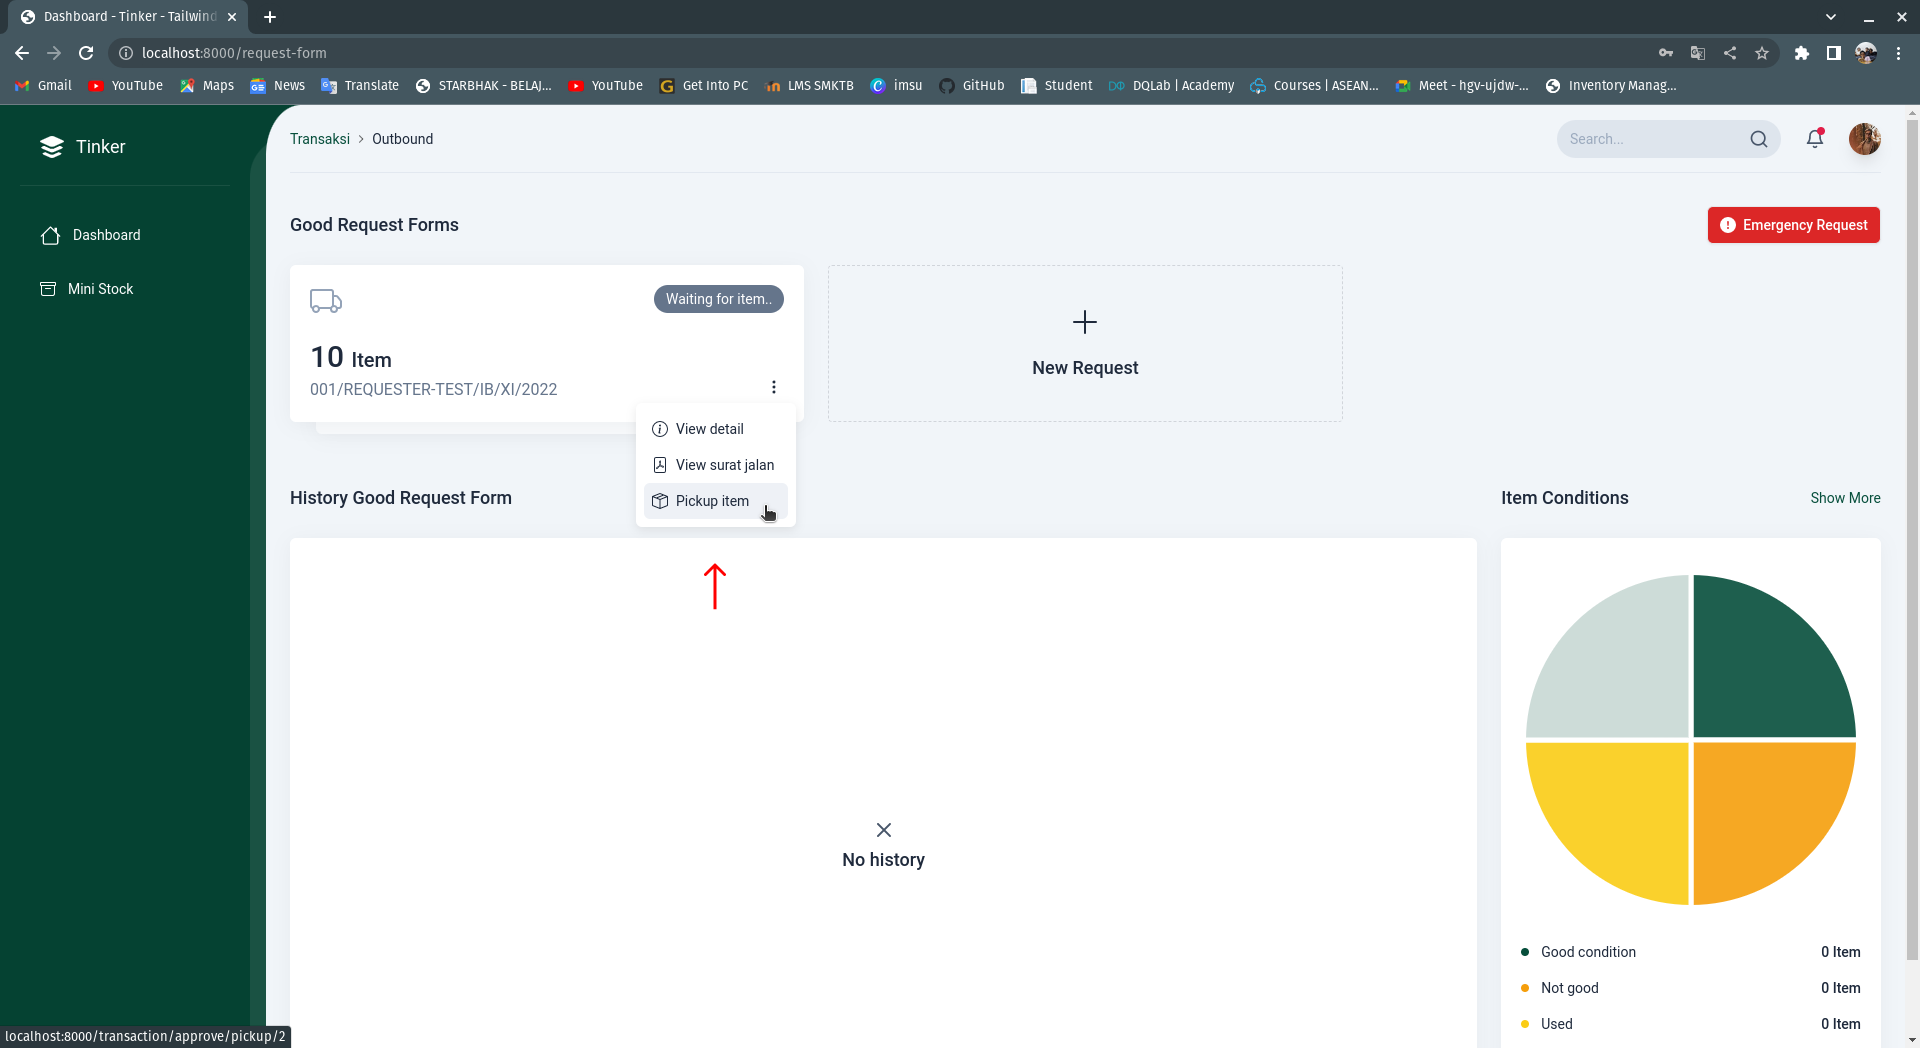 Dashboard - Tinker - Tailwind
localhost:8000/request-form
Gmail YouTube Maps News Translate STARBHAK - BELAJ... YouTube Get Into PC LMS SMKTB imsu GitHub Student DQLab | Academy Courses | ASEAN... Meet - hgv-ujdw-... Inventory Manag...
Tinker
Transaksi > Outbound
Search...
Dashboard
Mini Stock
Good Request Forms
Emergency Request
Waiting for item..
10 Item
001/REQUESTER-TEST/IB/XI/2022
New Request
View detail
View surat jalan
Pickup item
History Good Request Form
No history
Item Conditions
Show More
Good condition 0 Item
Not good 0 Item
Used 0 Item
localhost:8000/transaction/approve/pickup/2